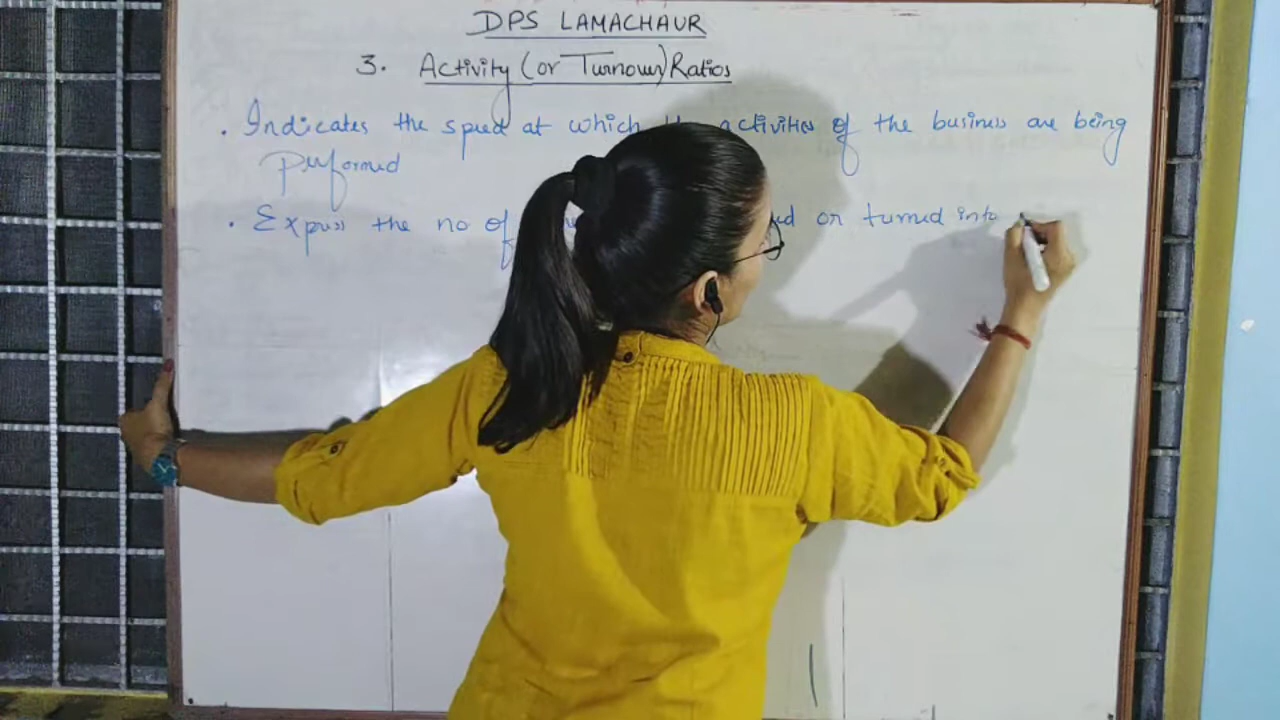 DPS LAMACHAUR
3. Activity (or Turnover) Ratios
. Indicates the speed at which the activities of the business are being
performed
. Express the no of or turned into